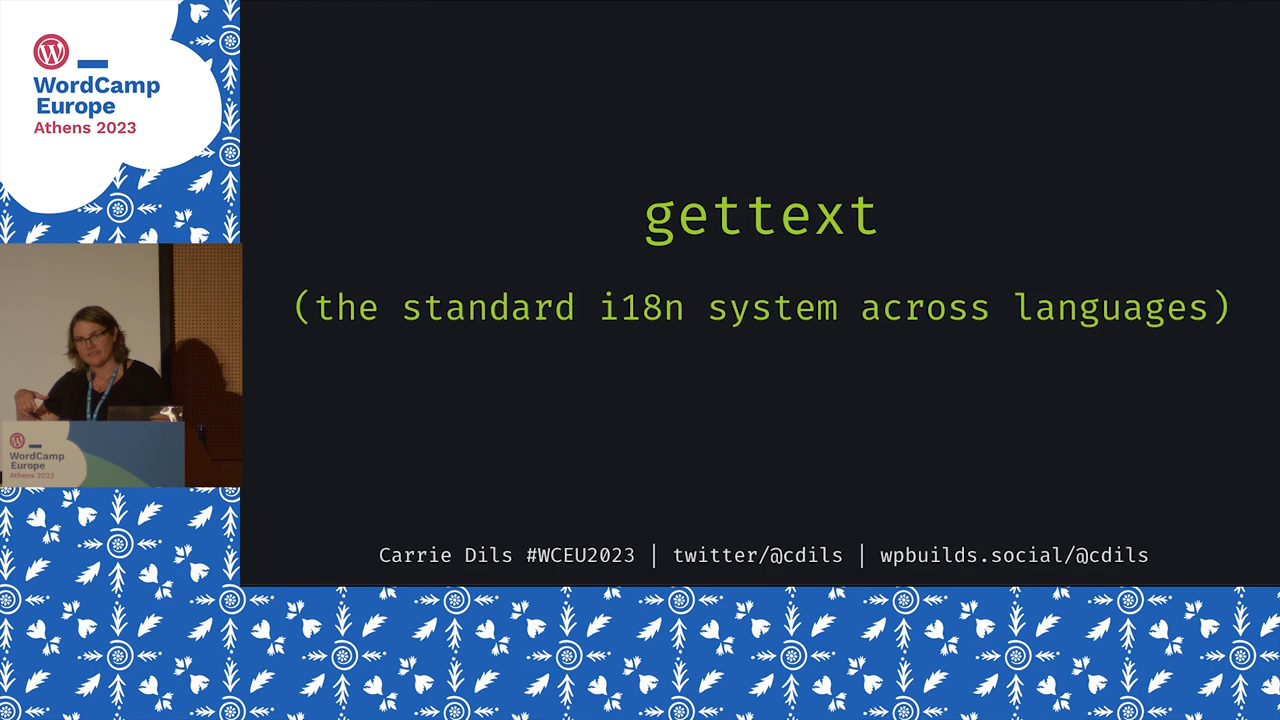 WordCamp
Europe
Athens 2023
gettext
(the standard i18n system across languages)
WordCamp
Europe
Athens 2023
Carrie Dils #WCEU2023 | twitter/@cdils | wpbuilds.social/@cdils